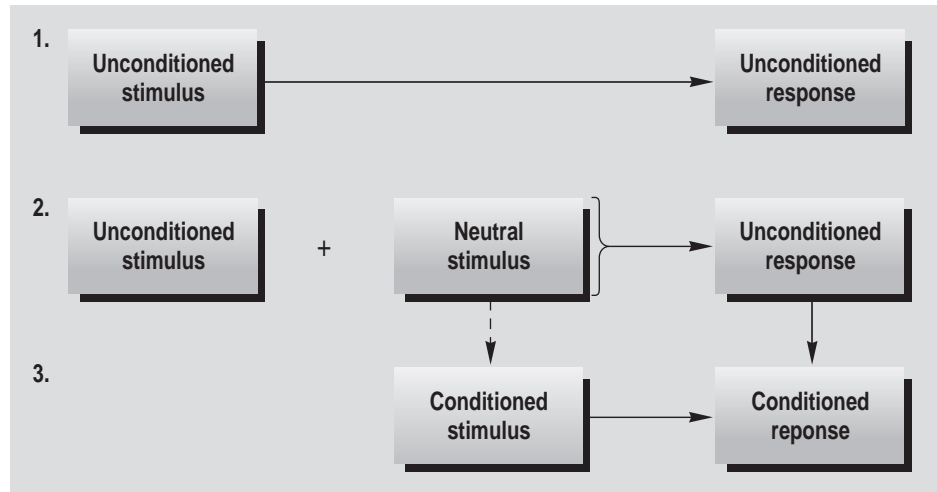 1.
Unconditioned
stimulus
Unconditioned
response
2.
Unconditioned
stimulus
+
Neutral
stimulus
Unconditioned
response
3.
Conditioned
stimulus
Conditioned
reponse